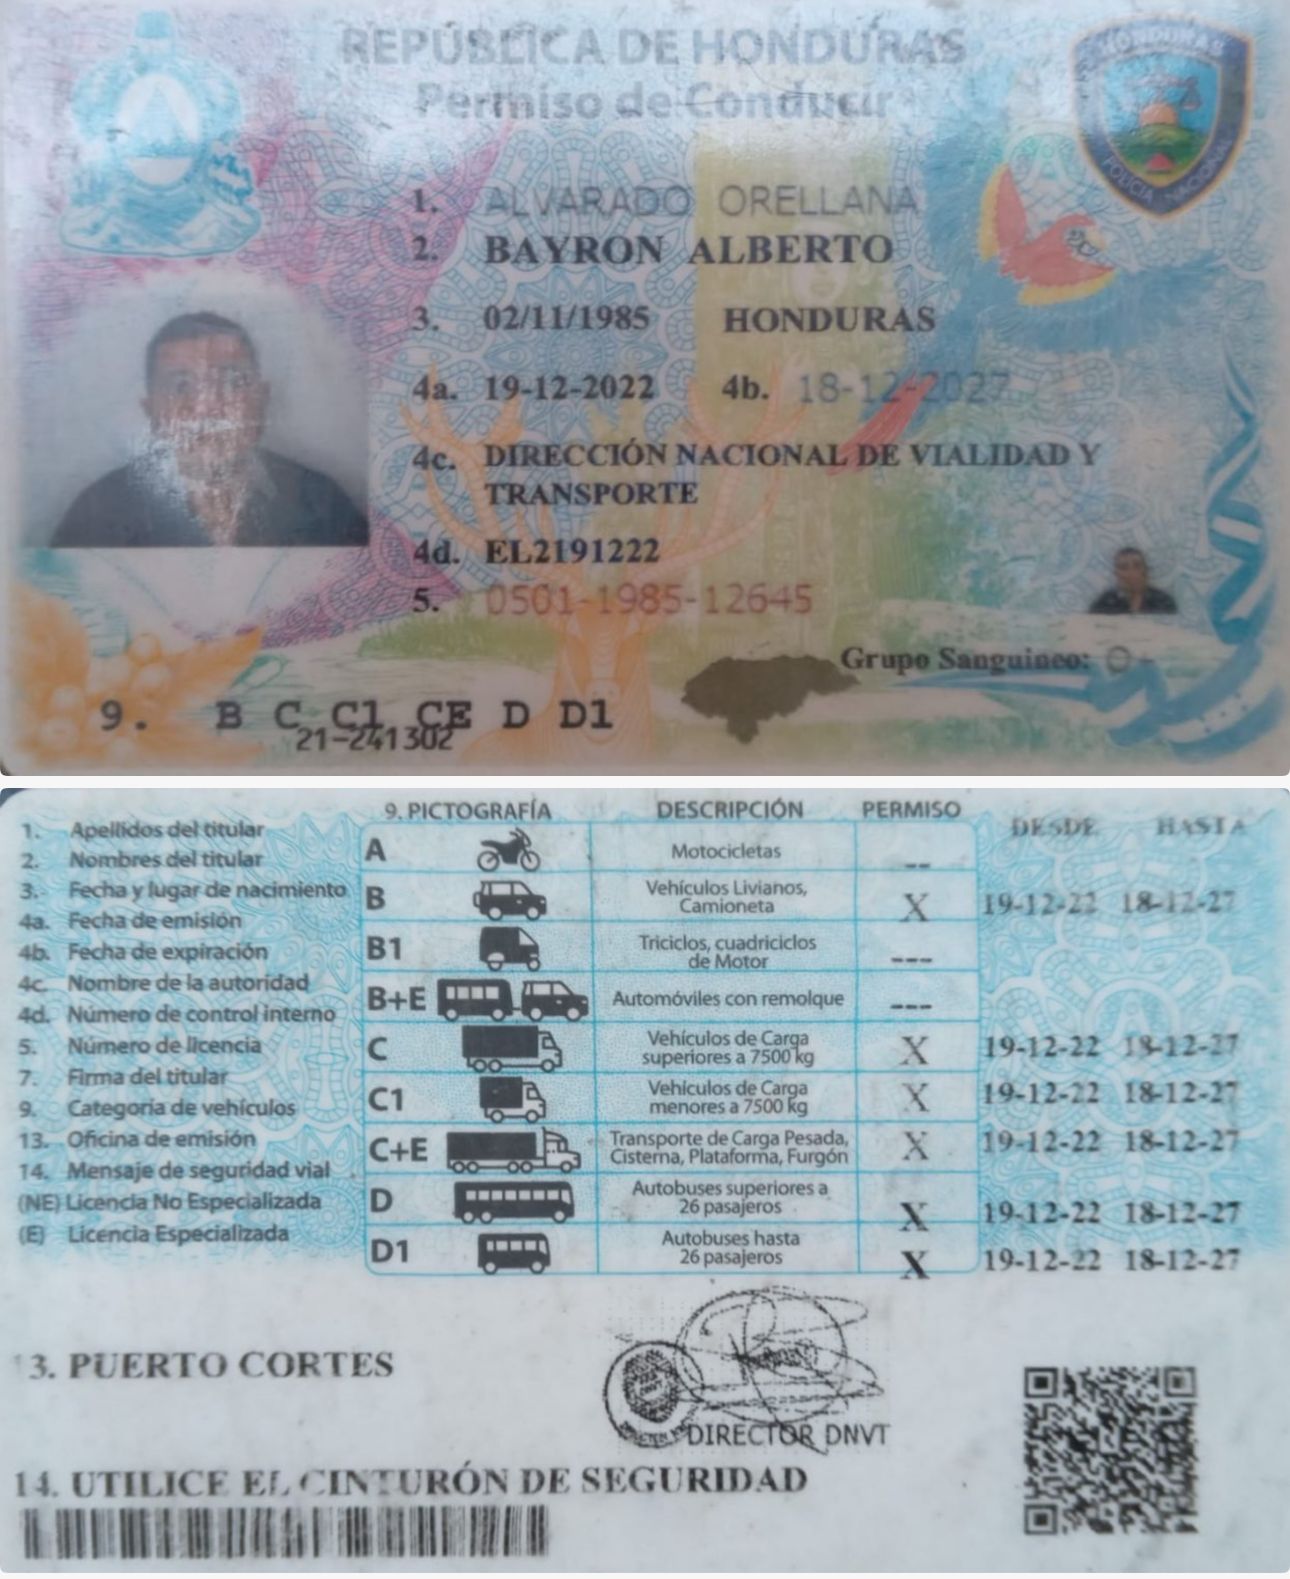 REPÚBLICA DE HONDURAS
Permiso de Conducir
HONDURAS
POLICIA NACIONAL
1. ALVARADO ORELLANA
2. BAYRON ALBERTO
3. 02/11/1985 HONDURAS
4a. 19-12-2022 4b. 18-12-2027
4c. DIRECCIÓN NACIONAL DE VIALIDAD Y
TRANSPORTE
4d. EL2191222
5. 0501-1985-12645
Grupo Sanguineo: O+
9. B C C1 CE D D1
21-241302
1. Apellidos del titular
2. Nombres del titular
3. Fecha y lugar de nacimiento
4a. Fecha de emisión
4b. Fecha de expiración
4c. Nombre de la autoridad
4d. Número de control interno
5. Número de licencia
7. Firma del titular
9. Categoría de vehículos
13. Oficina de emisión
14. Mensaje de seguridad vial
(NE) Licencia No Especializada
(E) Licencia Especializada
9. PICTOGRAFÍA DESCRIPCIÓN PERMISO DESDE HASTA
A Motocicletas --
B Vehículos Livianos,
Camioneta X 19-12-22 18-12-27
B1 Triciclos, cuadriciclos
de Motor ---
B+E Automóviles con remolque ---
C Vehículos de Carga
superiores a 7500 kg X 19-12-22 18-12-27
C1 Vehículos de Carga
menores a 7500 kg X 19-12-22 18-12-27
C+E Transporte de Carga Pesada,
Cisterna, Plataforma, Furgón X 19-12-22 18-12-27
D Autobuses superiores a
26 pasajeros X 19-12-22 18-12-27
D1 Autobuses hasta
26 pasajeros X 19-12-22 18-12-27
13. PUERTO CORTES
DIRECTOR DNVT
14. UTILICE EL CINTURÓN DE SEGURIDAD